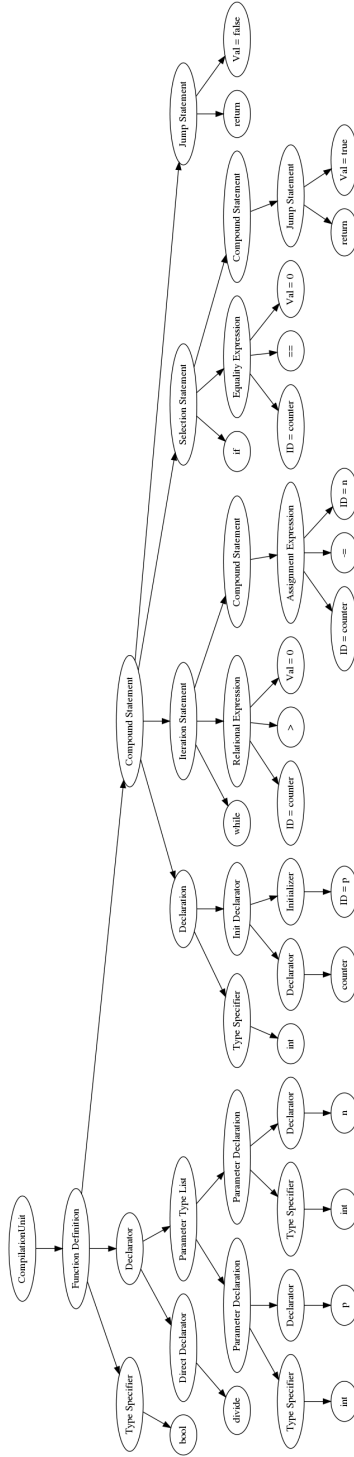 CompilationUnit
Function Definition
Type Specifier
Declarator
Compound Statement
bool
Direct Declarator
Parameter Type List
Declaration
Iteration Statement
Selection Statement
Jump Statement
divide
Parameter Declaration
Parameter Declaration
Type Specifier
Init Declarator
while
Relational Expression
Compound Statement
if
Equality Expression
Compound Statement
return
Val = false
Type Specifier
Declarator
Type Specifier
Declarator
int
Declarator
Initializer
ID = counter
>
Val = 0
Assignment Expression
ID = counter
==
Val = 0
Jump Statement
int
p
int
n
counter
ID = p
ID = counter
-=
ID = n
return
Val = true